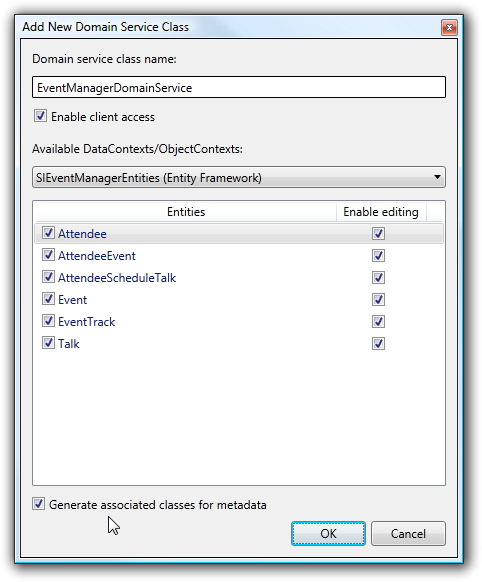 Add New Domain Service Class
Domain service class name:
EventManagerDomainService
Enable client access
Available DataContexts/ObjectContexts:
SIEventManagerEntities (Entity Framework)
Entities Enable editing
Attendee
AttendeeEvent
AttendeeScheduleTalk
Event
EventTrack
Talk
Generate associated classes for metadata
OK Cancel